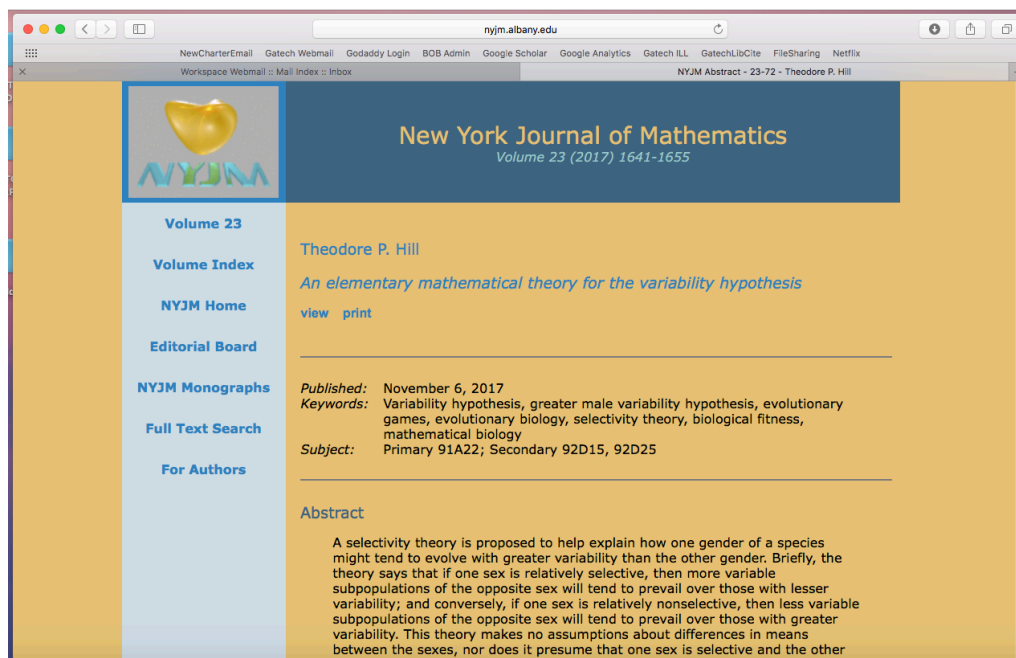 nyjm.albany.edu
NewCharterEmail Gatech Webmail Godaddy Login BOB Admin Google Scholar Google Analytics Gatech ILL GatechLibCite FileSharing Netflix
Workspace Webmail :: Mail Index :: Inbox
NYJM Abstract - 23-72 - Theodore P. Hill
NYJM
New York Journal of Mathematics
Volume 23 (2017) 1641-1655
Volume 23
Volume Index
NYJM Home
Editorial Board
NYJM Monographs
Full Text Search
For Authors
Theodore P. Hill
An elementary mathematical theory for the variability hypothesis
view print
Published: November 6, 2017
Keywords: Variability hypothesis, greater male variability hypothesis, evolutionary
games, evolutionary biology, selectivity theory, biological fitness,
mathematical biology
Subject: Primary 91A22; Secondary 92D15, 92D25
Abstract
A selectivity theory is proposed to help explain how one gender of a species
might tend to evolve with greater variability than the other gender. Briefly, the
theory says that if one sex is relatively selective, then more variable
subpopulations of the opposite sex will tend to prevail over those with lesser
variability; and conversely, if one sex is relatively nonselective, then less variable
subpopulations of the opposite sex will tend to prevail over those with greater
variability. This theory makes no assumptions about differences in means
between the sexes, nor does it presume that one sex is selective and the other